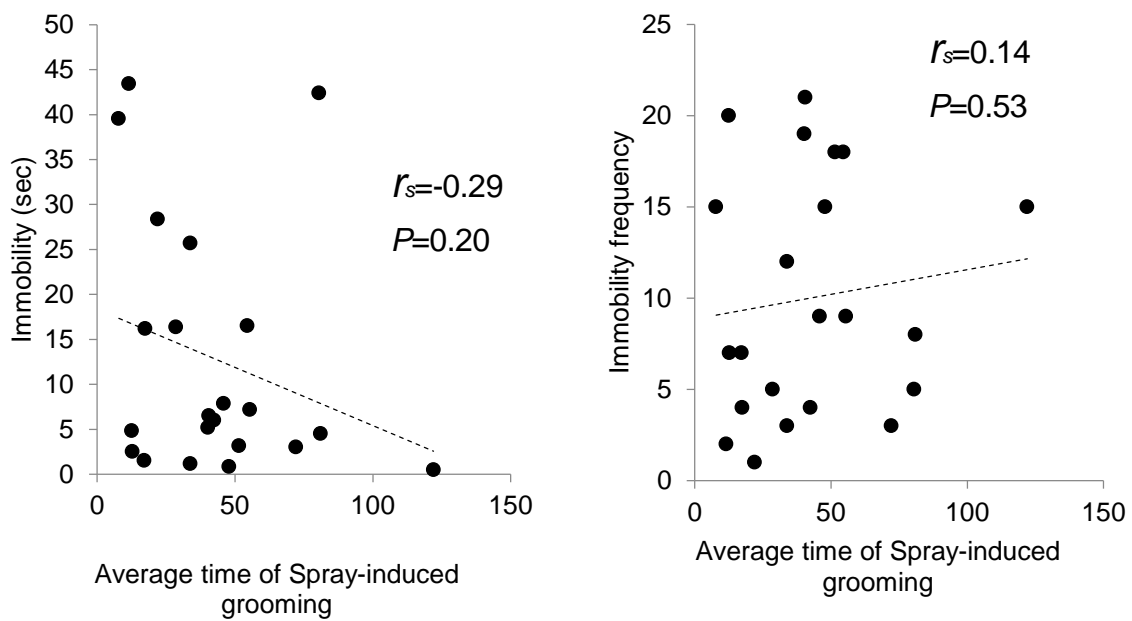 50
45
40
35
30
25
20
15
10
5
0
Immobility (sec)
rs=-0.29
P=0.20
0 50 100 150
Average time of Spray-induced
grooming
25
20
15
10
5
0
Immobility frequency
rs=0.14
P=0.53
0 50 100 150
Average time of Spray-induced
grooming